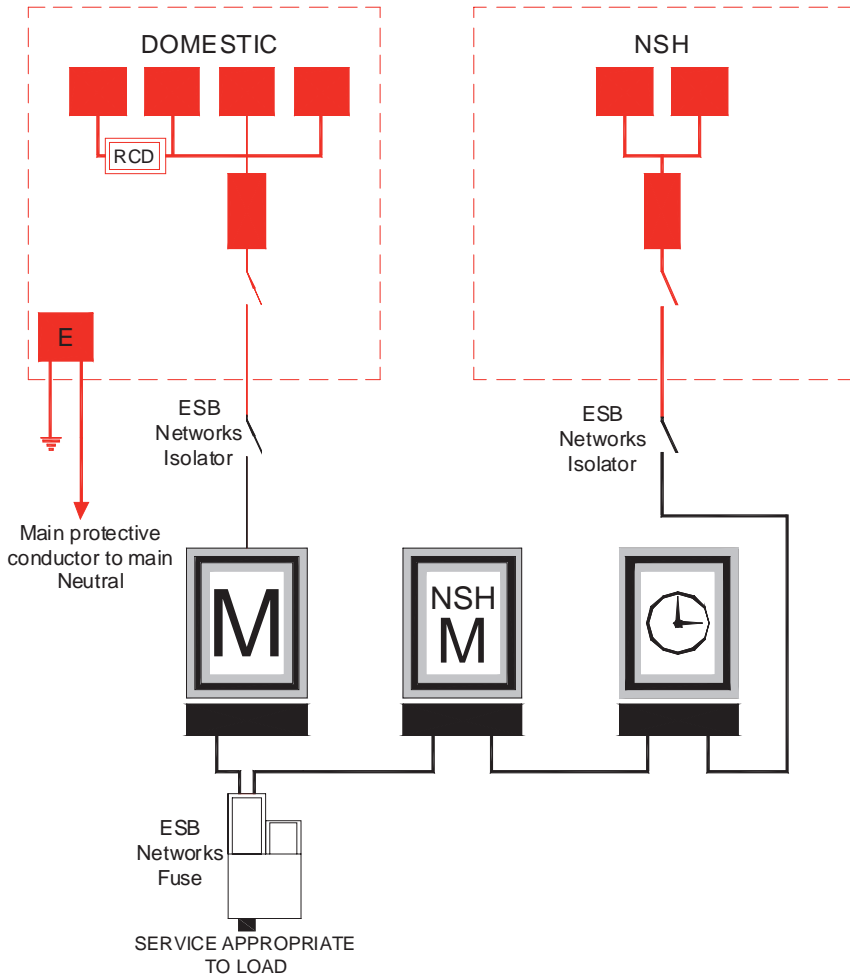 DOMESTIC
NSH
RCD
E
ESB
Networks
Isolator
ESB
Networks
Isolator
Main protective
conductor to main
Neutral
M
NSH
M
ESB
Networks
Fuse
SERVICE APPROPRIATE
TO LOAD